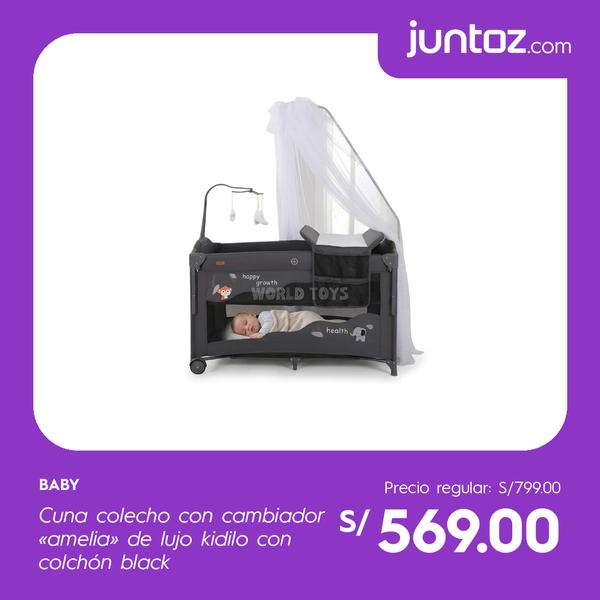 juntoz.com
happy
growth
WORLD TOYS
health
BABY
Cuna colecho con cambiador
«amelia» de lujo kidilo con
colchón black
Precio regular: S/799.00
S/ 569.00